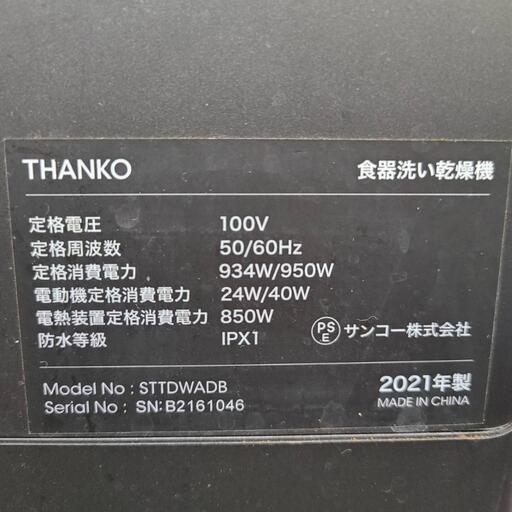 THANKO 食器洗い乾燥機
定格電圧 100V
定格周波数 50/60Hz
定格消費電力 934W/950W
電動機定格消費電力 24W/40W
電熱装置定格消費電力 850W
防水等級 IPX1
PSE サンコー株式会社
Model No : STTDWADB
2021年製
Serial No : SN:B2161046
MADE IN CHINA